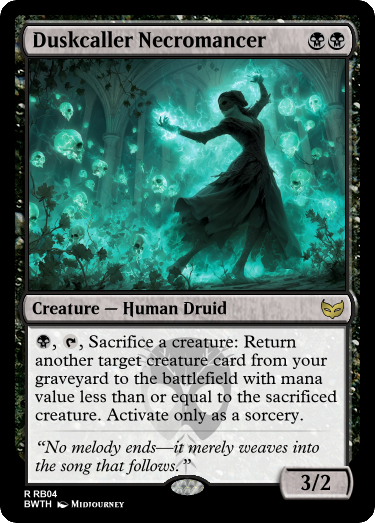 Duskcaller Necromancer
Creature — Human Druid
, , Sacrifice a creature: Return
another target creature card from your
graveyard to the battlefield with mana
value less than or equal to the sacrificed
creature. Activate only as a sorcery.
“No melody ends—it merely weaves into
the song that follows.”
3/2
R RB04
BWTH Midjourney